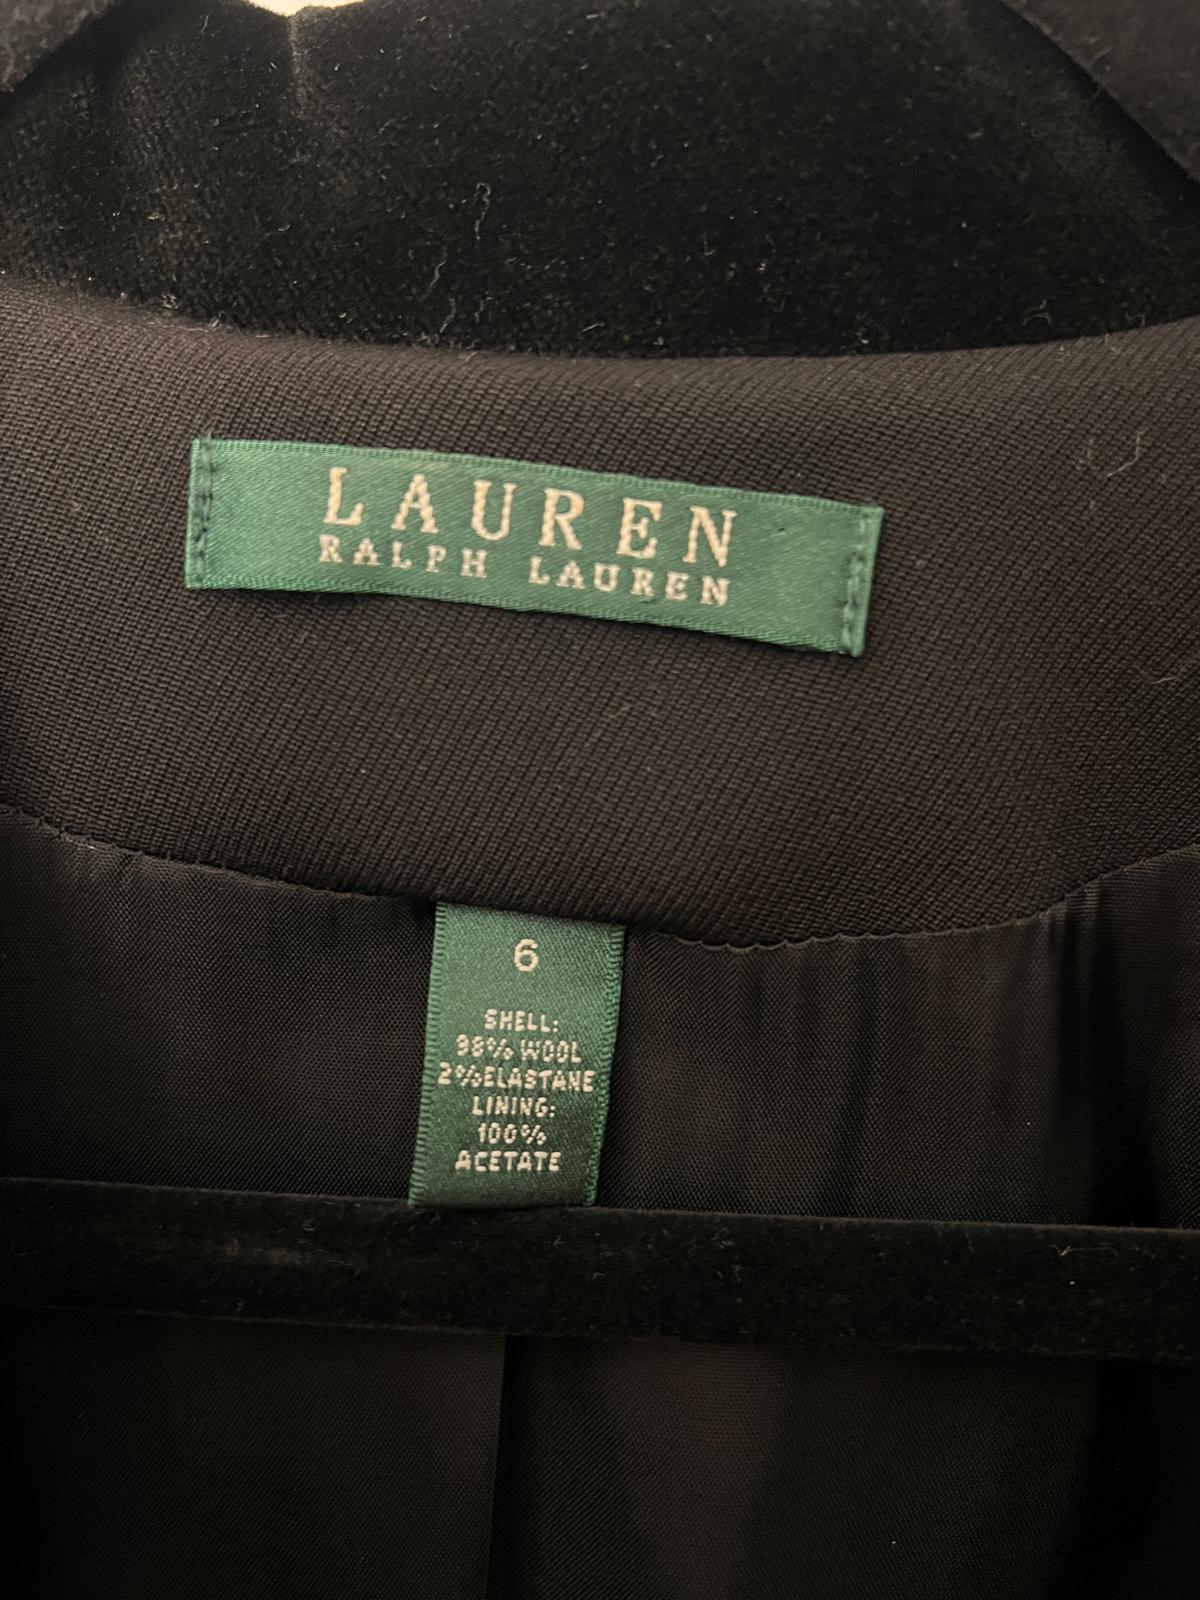 LAUREN
RALPH LAUREN
6
SHELL:
98% WOOL
2%ELASTANE
LINING:
100%
ACETATE